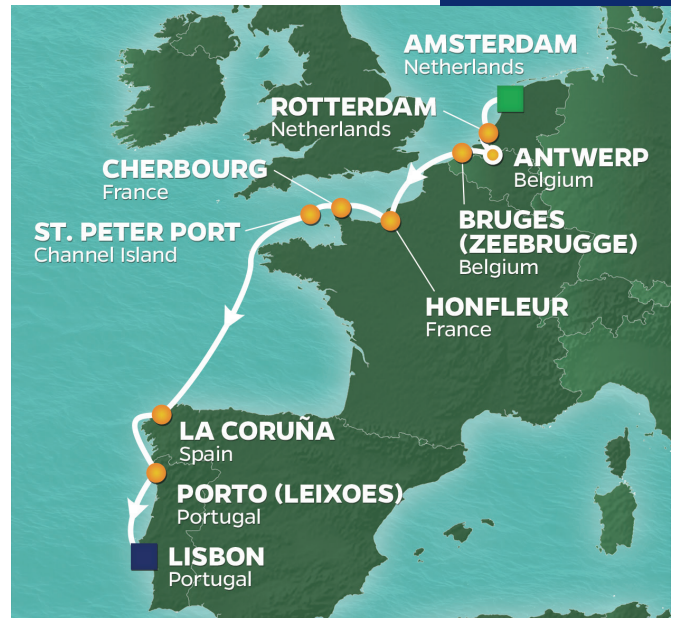 AMSTERDAM
Netherlands
ROTTERDAM
Netherlands
ANTWERP
Belgium
CHERBOURG
France
BRUGES
(ZEEBRUGGE)
Belgium
ST. PETER PORT
Channel Island
HONFLEUR
France
LA CORUÑA
Spain
PORTO (LEIXOES)
Portugal
LISBON
Portugal